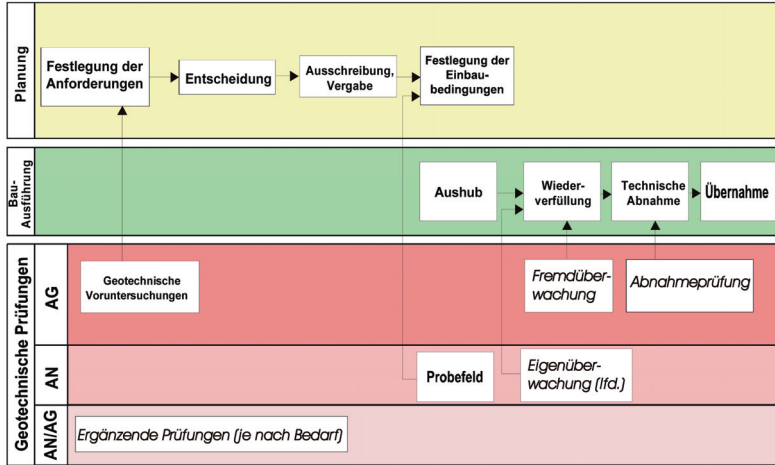 Planung
Festlegung der
Anforderungen
Entscheidung
Ausschreibung,
Vergabe
Festlegung der
Einbau-
bedingungen
Bau-
Ausführung
Aushub
Wieder-
verfüllung
Technische
Abnahme
Übernahme
Geotechnische Prüfungen
AG
Geotechnische
Voruntersuchungen
Fremdüber-
wachung
Abnahmeprüfung
AN
Probefeld
Eigenüber-
wachung (lfd.)
AN/AG
Ergänzende Prüfungen (je nach Bedarf)